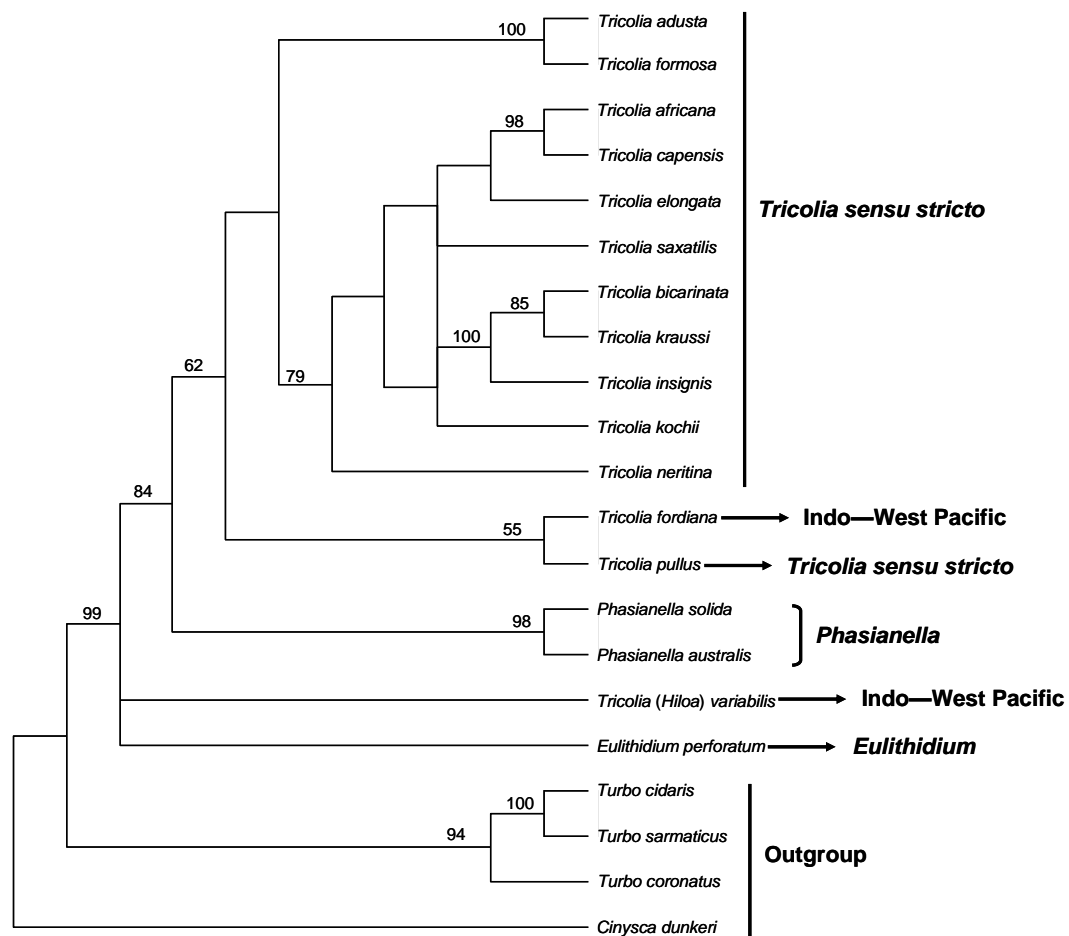 100
Tricolia adusta
Tricolia formosa
98
Tricolia africana
Tricolia capensis
Tricolia elongata
Tricolia sensu stricto
Tricolia saxatilis
85
Tricolia bicarinata
100
Tricolia kraussi
62
79
Tricolia insignis
Tricolia kochii
Tricolia neritina
84
Tricolia fordiana
Indo—West Pacific
55
Tricolia pullus
Tricolia sensu stricto
99
98
Phasianella solida
Phasianella
Phasianella australis
Tricolia (Hiloa) variabilis
Indo—West Pacific
Eulithidium perforatum
Eulithidium
100
Turbo cidaris
94
Turbo sarmaticus
Outgroup
Turbo coronatus
Cinysca dunkeri